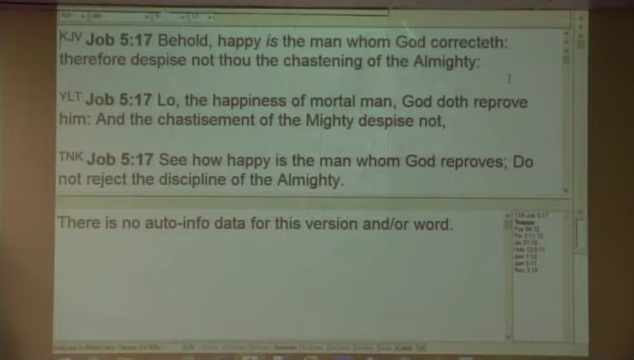 KJV Job 5:17 Behold, happy is the man whom God correcteth:
therefore despise not thou the chastening of the Almighty:
YLT Job 5:17 Lo, the happiness of mortal man, God doth reprove
him: And the chastisement of the Mighty despise not,
TNK Job 5:17 See how happy is the man whom God reproves; Do
not reject the discipline of the Almighty.
There is no auto-info data for this version and/or word.
TSK Job 5:17